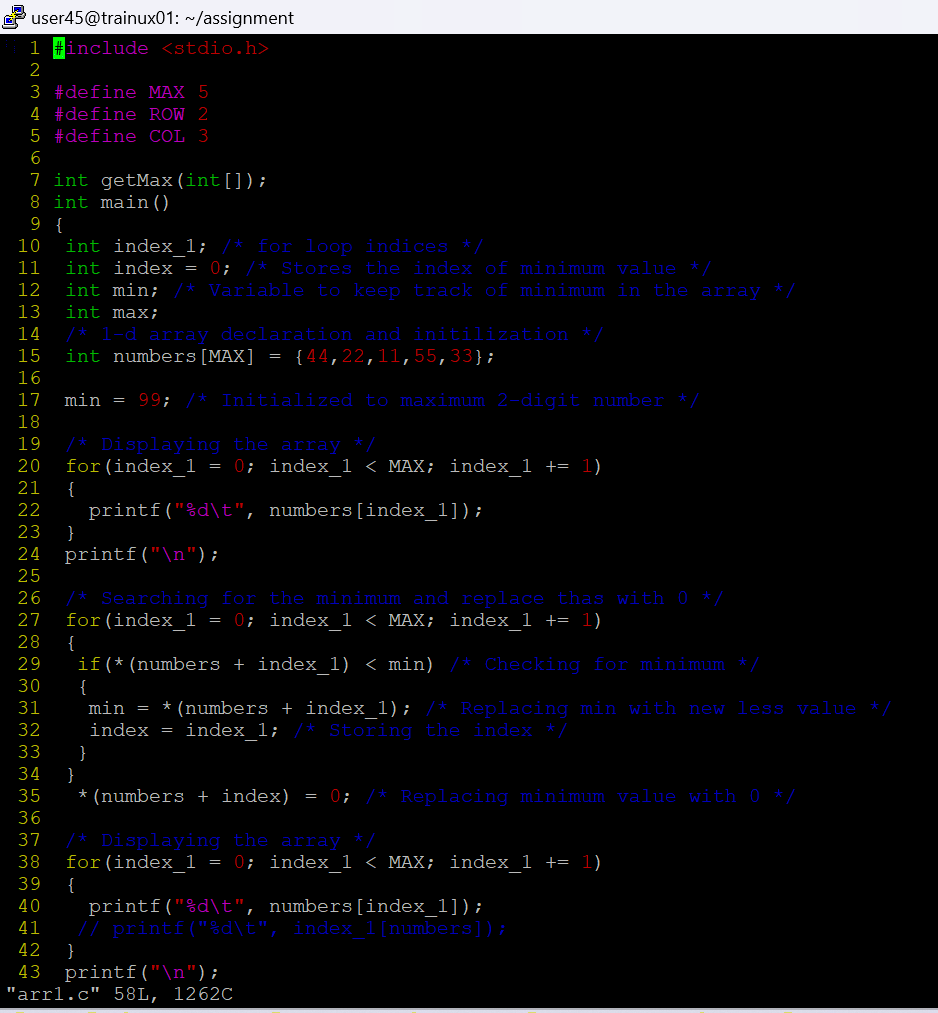 user45@trainux01: ~/assignment
1 #include <stdio.h>
2
3 #define MAX 5
4 #define ROW 2
5 #define COL 3
6
7 int getMax(int[]);
8 int main()
9 {
10  int index_1; /* for loop indices */
11  int index = 0; /* Stores the index of minimum value */
12  int min; /* Variable to keep track of minimum in the array */
13  int max;
14  /* 1-d array declaration and initilization */
15  int numbers[MAX] = {44,22,11,55,33};
16
17  min = 99; /* Initialized to maximum 2-digit number */
18
19  /* Displaying the array */
20  for(index_1 = 0; index_1 < MAX; index_1 += 1)
21  {
22    printf("%d\t", numbers[index_1]);
23  }
24  printf("\n");
25
26  /* Searching for the minimum and replace thas with 0 */
27  for(index_1 = 0; index_1 < MAX; index_1 += 1)
28  {
29   if(*(numbers + index_1) < min) /* Checking for minimum */
30   {
31    min = *(numbers + index_1); /* Replacing min with new less value */
32    index = index_1; /* Storing the index */
33   }
34  }
35   *(numbers + index) = 0; /* Replacing minimum value with 0 */
36
37  /* Displaying the array */
38  for(index_1 = 0; index_1 < MAX; index_1 += 1)
39  {
40    printf("%d\t", numbers[index_1]);
41   // printf("%d\t", index_1[numbers]);
42  }
43  printf("\n");
"arr1.c" 58L, 1262C